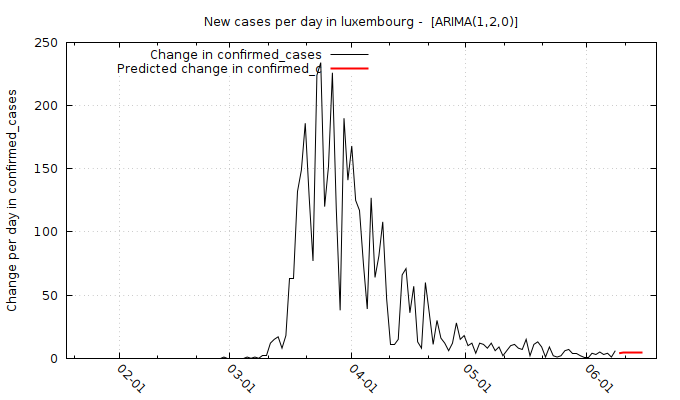 New cases per day in luxembourg -  [ARIMA(1,2,0)]
Change in confirmed_cases
Predicted change in confirmed_c
Change per day in confirmed_cases
250
200
150
100
50
0
02-01
03-01
04-01
05-01
06-01